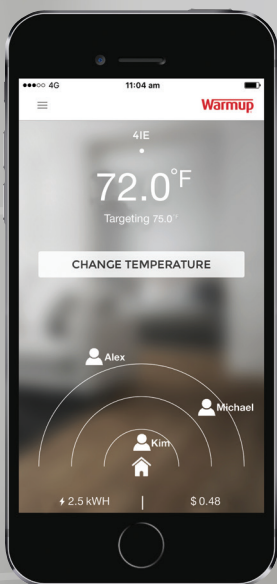 4G 11:04 am
Warmup
4IE
72.0°F
Targeting 75.0°
CHANGE TEMPERATURE
Alex
Michael
Kim
2.5 kWH | $ 0.48